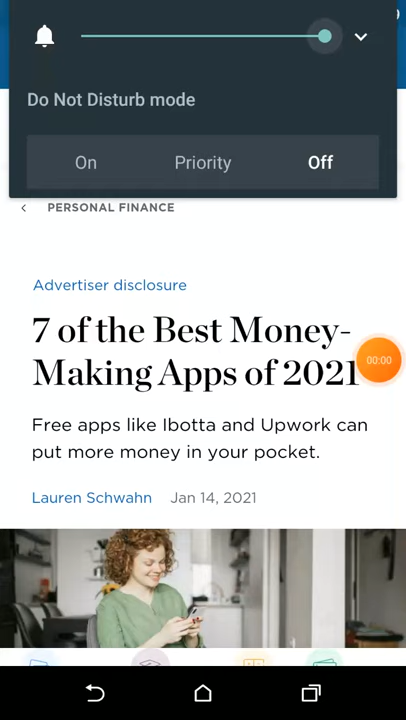 Do Not Disturb mode
On Priority Off
PERSONAL FINANCE
Advertiser disclosure
7 of the Best Money-
Making Apps of 2021
00:00
Free apps like Ibotta and Upwork can
put more money in your pocket.
Lauren Schwahn Jan 14, 2021